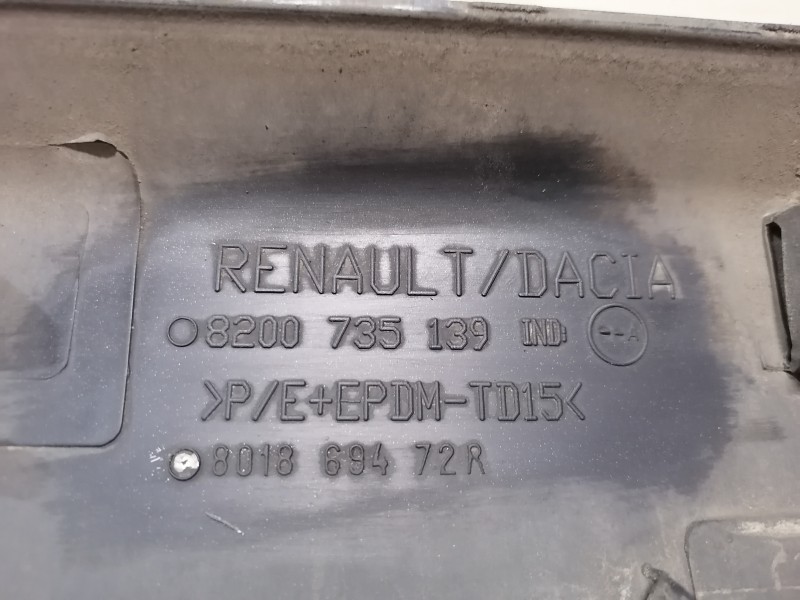 RENAULT/DACIA
8200 735 139 IND: --A
>P/E+EPDM-TD15<
8018 694 72R